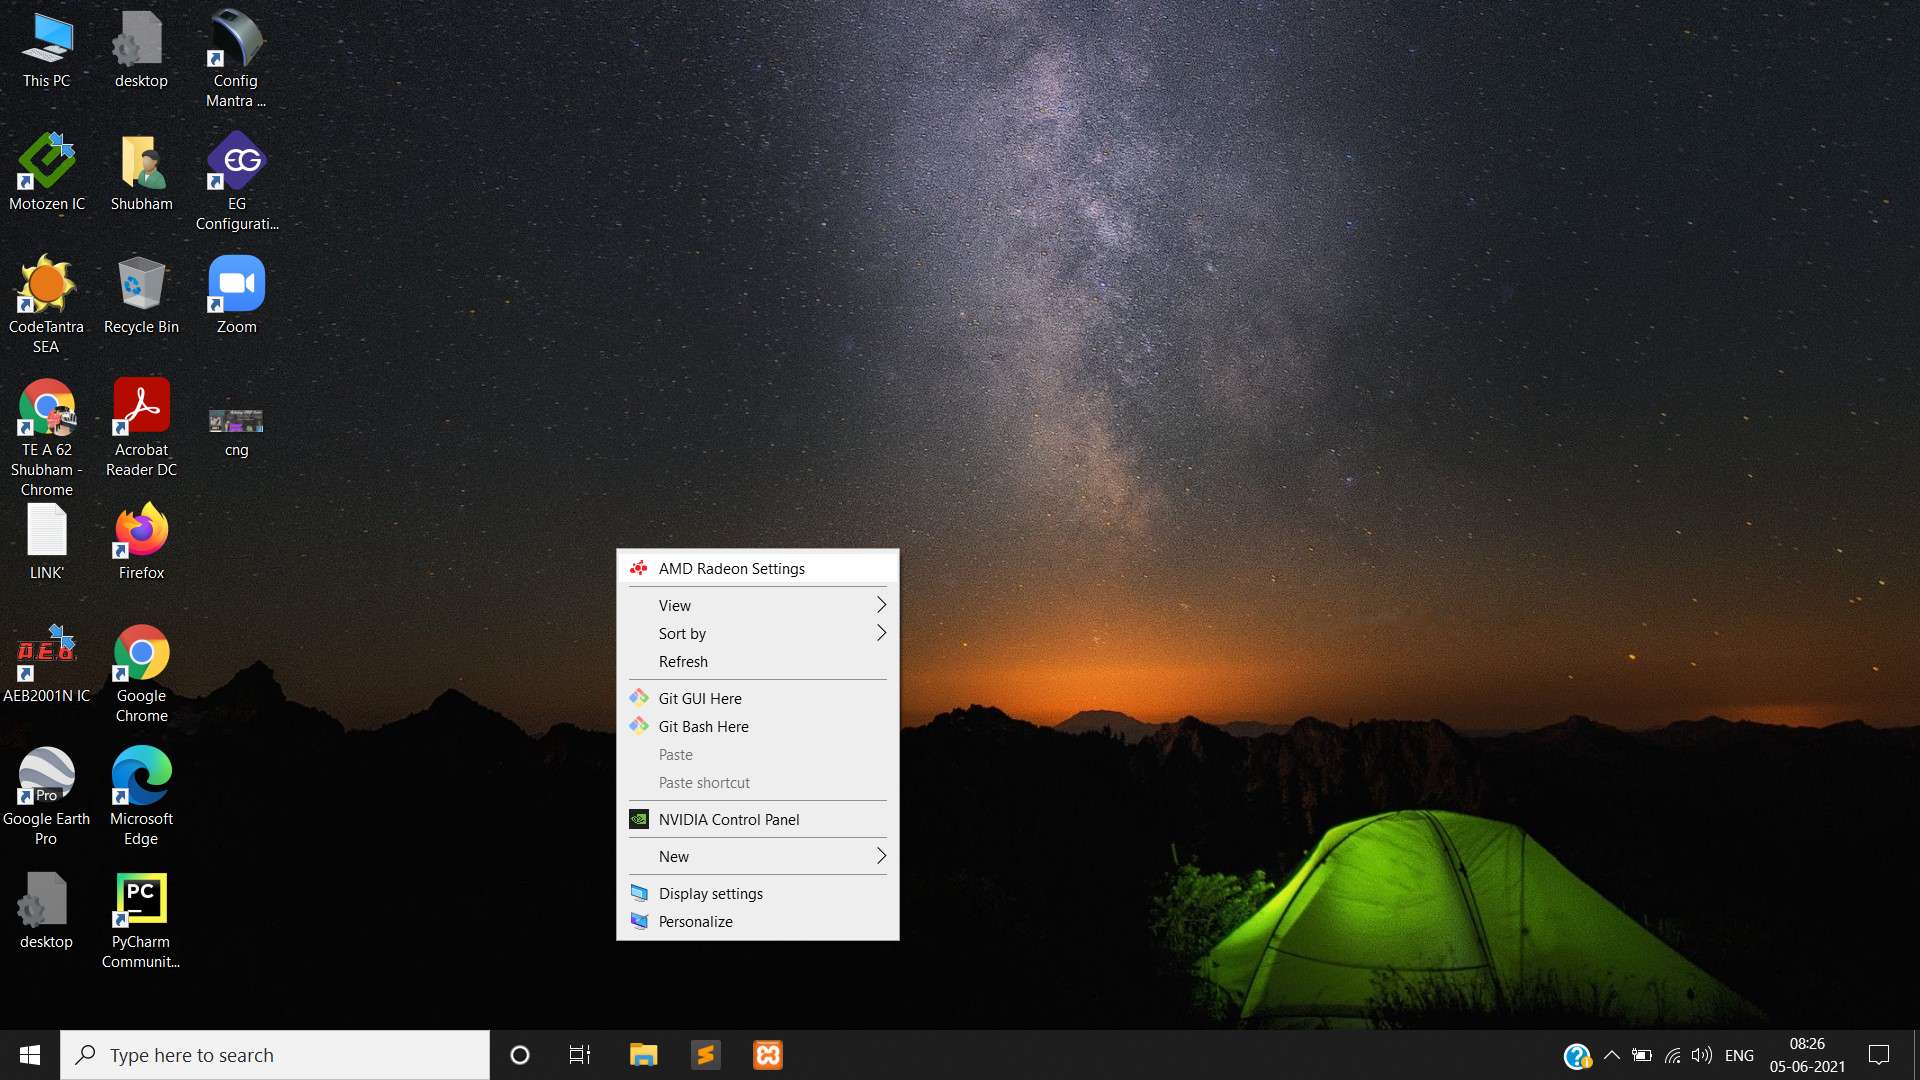 This PC
desktop
Config
Mantra ...
Motozen IC
Shubham
EG
EG
Configurati...
CodeTantra
SEA
Recycle Bin
Zoom
TE A 62
Shubham -
Chrome
Acrobat
Reader DC
cng
LINK'
Firefox
AEB
AEB2001N IC
Google
Chrome
Pro
Google Earth
Pro
Microsoft
Edge
desktop
PC
PyCharm
Communit...
AMD Radeon Settings
View
Sort by
Refresh
Git GUI Here
Git Bash Here
Paste
Paste shortcut
NVIDIA Control Panel
New
Display settings
Personalize
Type here to search
ENG
08:26
05-06-2021